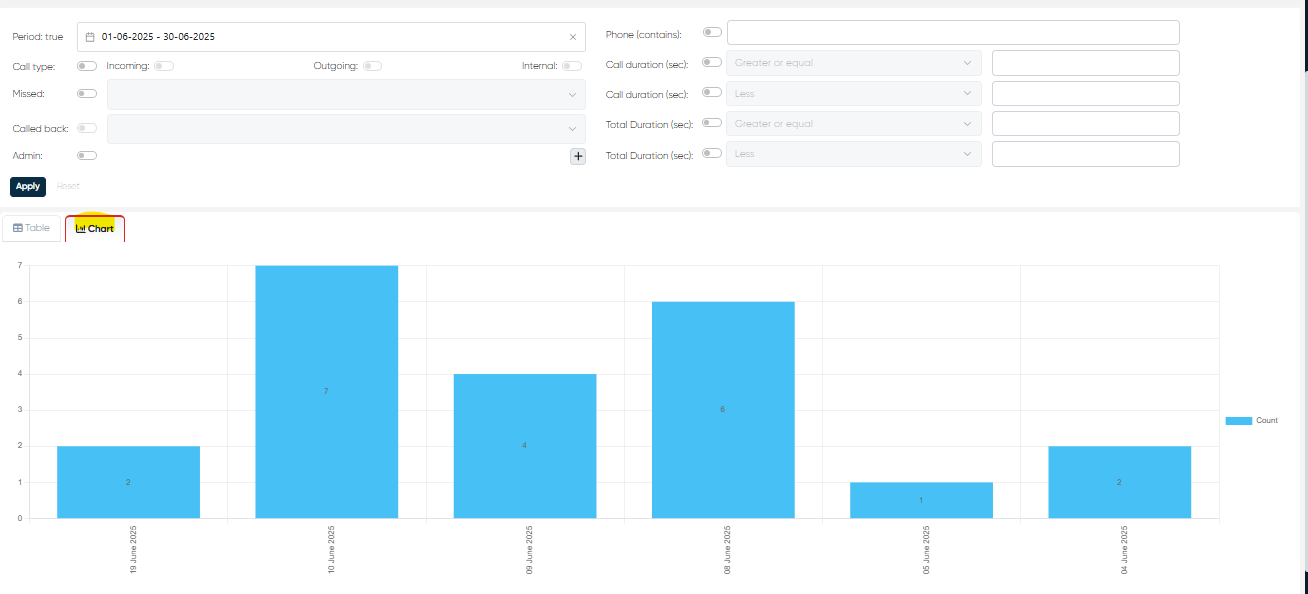 Period: true
01-06-2025 - 30-06-2025
Call type:
Incoming:
Outgoing:
Internal:
Missed:
Called back:
Admin:
+
Phone (contains):
Call duration (sec):
Greater or equal
Call duration (sec):
Less
Total Duration (sec):
Greater or equal
Total Duration (sec):
Less
Apply
Reset
Table
Chart
7
6
5
4
3
2
1
0
2
7
4
6
1
2
Count
19 June 2025
10 June 2025
09 June 2025
08 June 2025
05 June 2025
04 June 2025